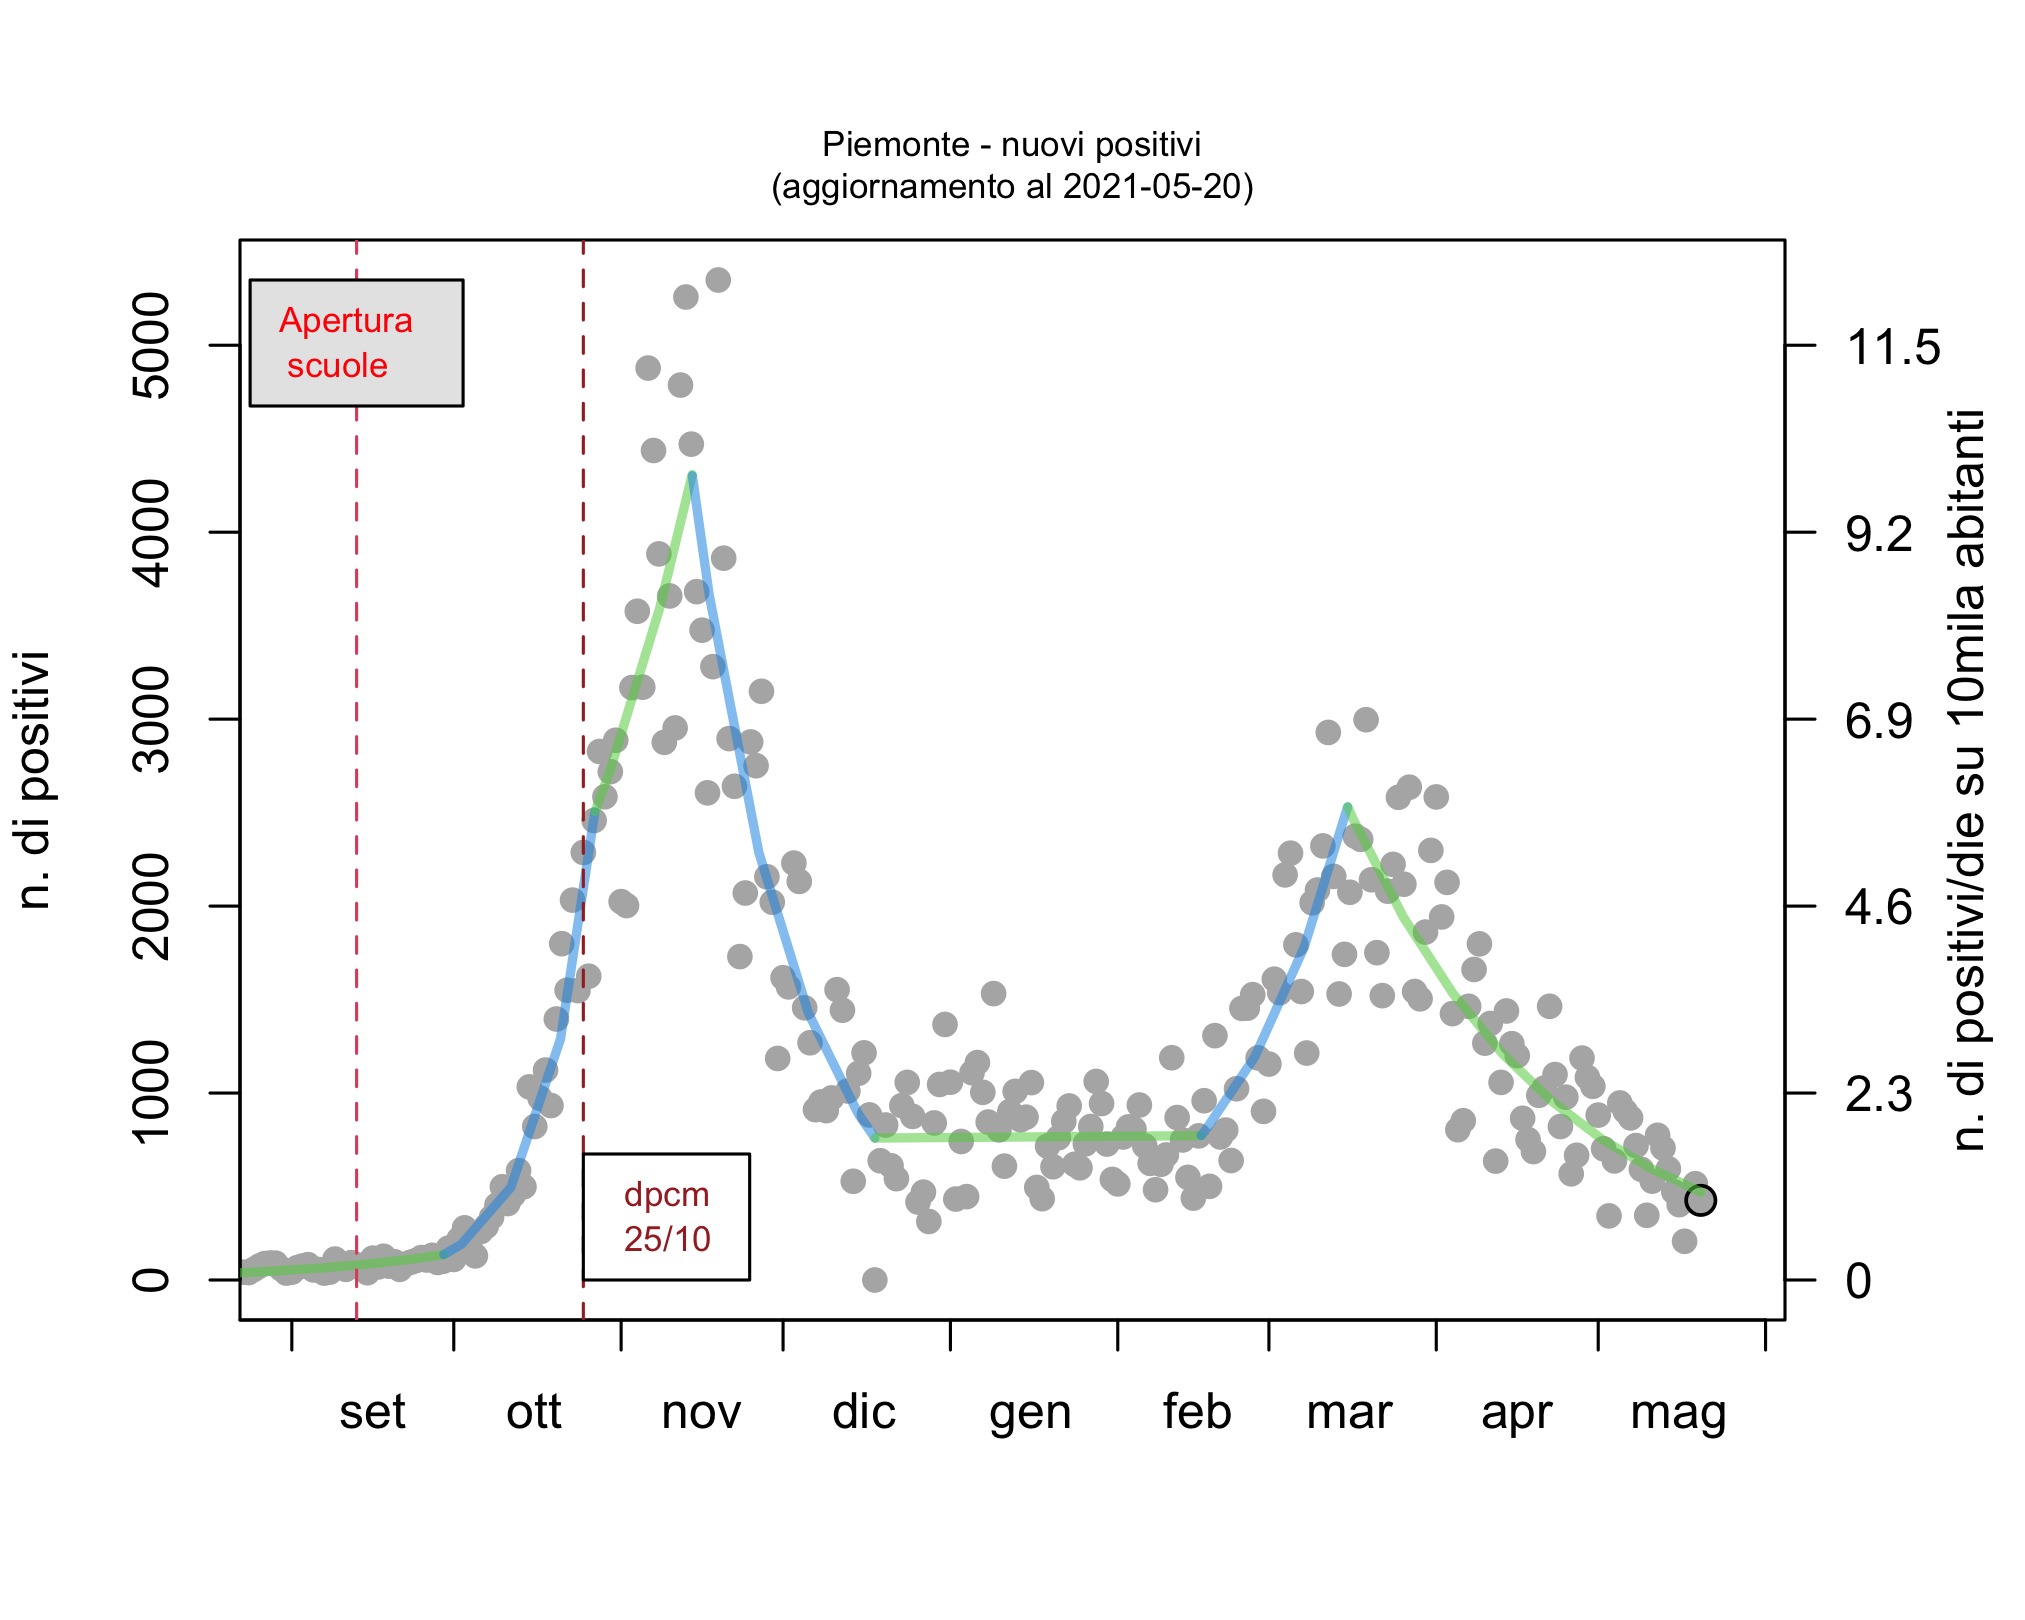 Piemonte - nuovi positivi
(aggiornamento al 2021-05-20)
n. di positivi
5000
4000
3000
2000
1000
0
Apertura
scuole
dpcm
25/10
11.5
9.2
6.9
4.6
2.3
0
n. di positivi/die su 10mila abitanti
set ott nov dic gen feb mar apr mag